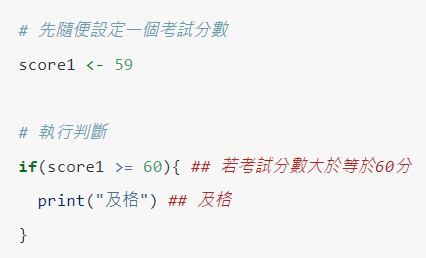 # 先隨便設定一個考試分數
score1 <- 59
# 執行判斷
if(score1 >= 60){ ## 若考試分數大於等於60分
  print("及格") ## 及格
}